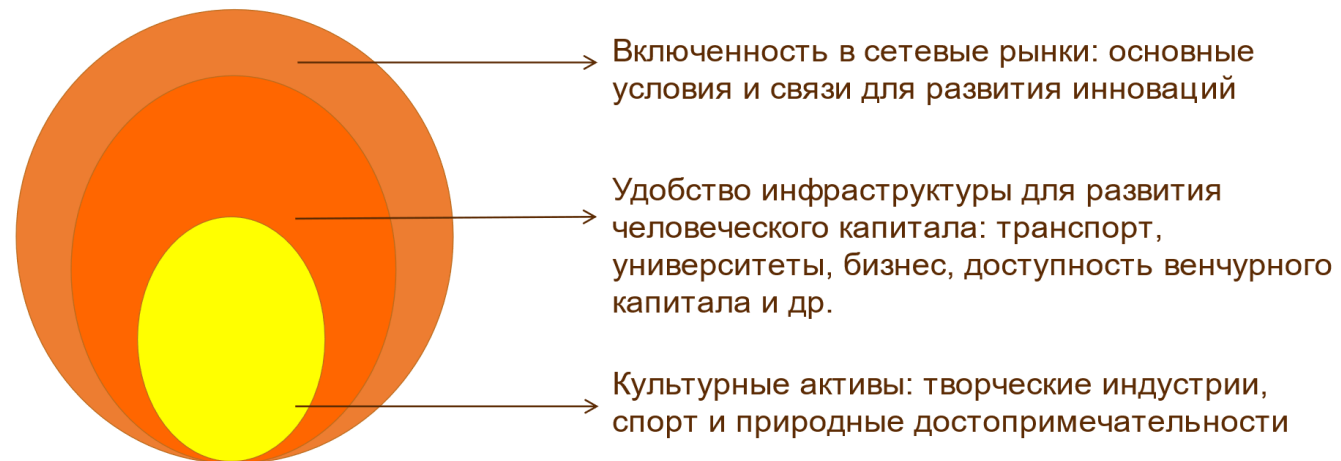 Включенность в сетевые рынки: основные
условия и связи для развития инноваций
Удобство инфраструктуры для развития
человеческого капитала: транспорт,
университеты, бизнес, доступность венчурного
капитала и др.
Культурные активы: творческие индустрии,
спорт и природные достопримечательности